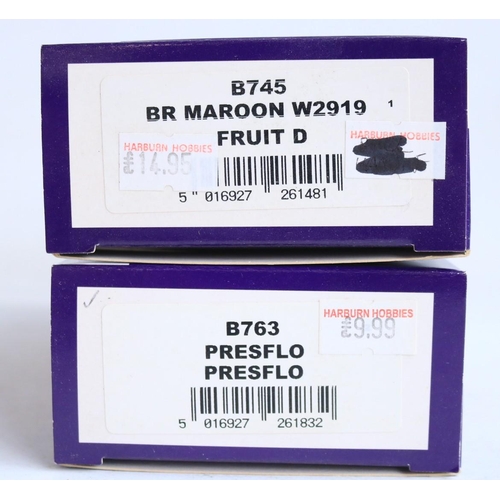 B745
BR MAROON W2919 1
FRUIT D
HARBURN HOBBIES
£14.95
HARBURN HOBBIES
5 016927 261481
B763
PRESFLO
PRESFLO
HARBURN HOBBIES
£9.99
5 016927 261832